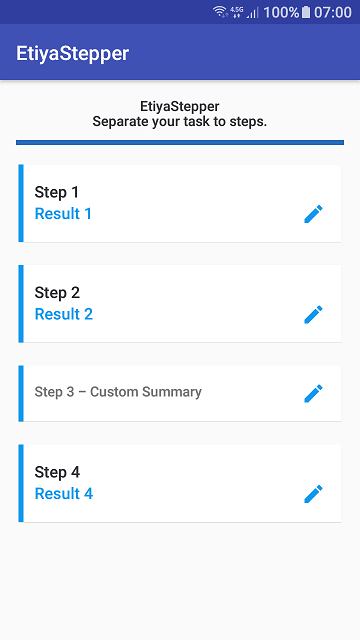 4.5G 100% 07:00
EtiyaStepper
EtiyaStepper
Separate your task to steps.
Step 1
Result 1
Step 2
Result 2
Step 3 – Custom Summary
Step 4
Result 4